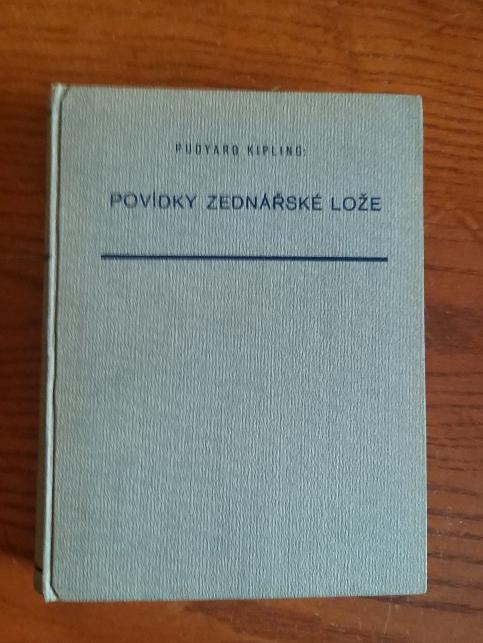 RUDYARD KIPLING:
POVÍDKY ZEDNÁŘSKÉ LOŽE